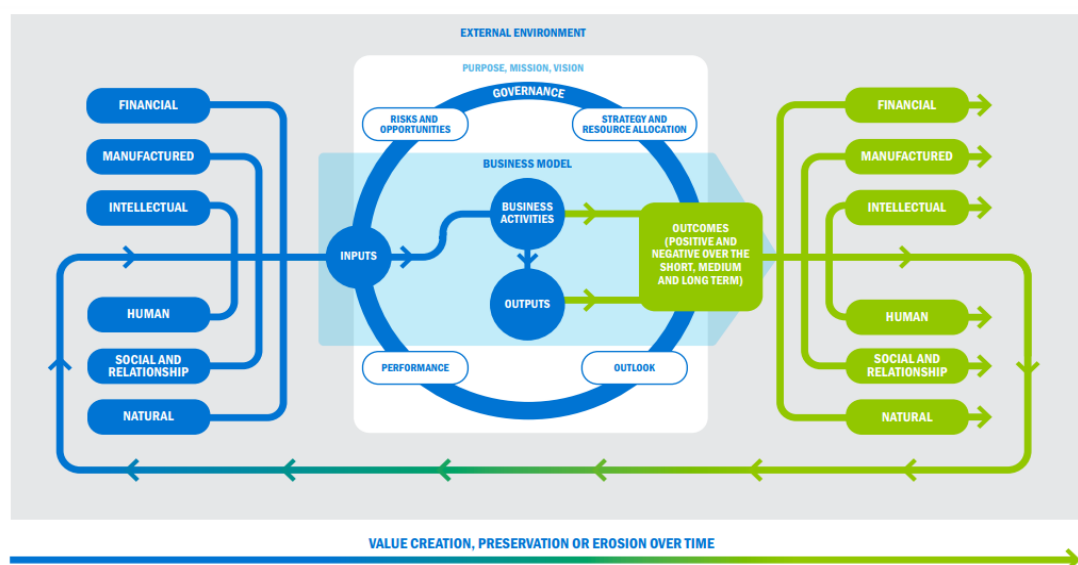 EXTERNAL ENVIRONMENT
PURPOSE, MISSION, VISION
GOVERNANCE
RISKS AND
OPPORTUNITIES
STRATEGY AND
RESOURCE ALLOCATION
FINANCIAL
MANUFACTURED
INTELLECTUAL
HUMAN
SOCIAL AND
RELATIONSHIP
NATURAL
BUSINESS MODEL
INPUTS
BUSINESS
ACTIVITIES
OUTPUTS
OUTCOMES
(POSITIVE AND
NEGATIVE OVER THE
SHORT, MEDIUM
AND LONG TERM)
PERFORMANCE
OUTLOOK
FINANCIAL
MANUFACTURED
INTELLECTUAL
HUMAN
SOCIAL AND
RELATIONSHIP
NATURAL
VALUE CREATION, PRESERVATION OR EROSION OVER TIME